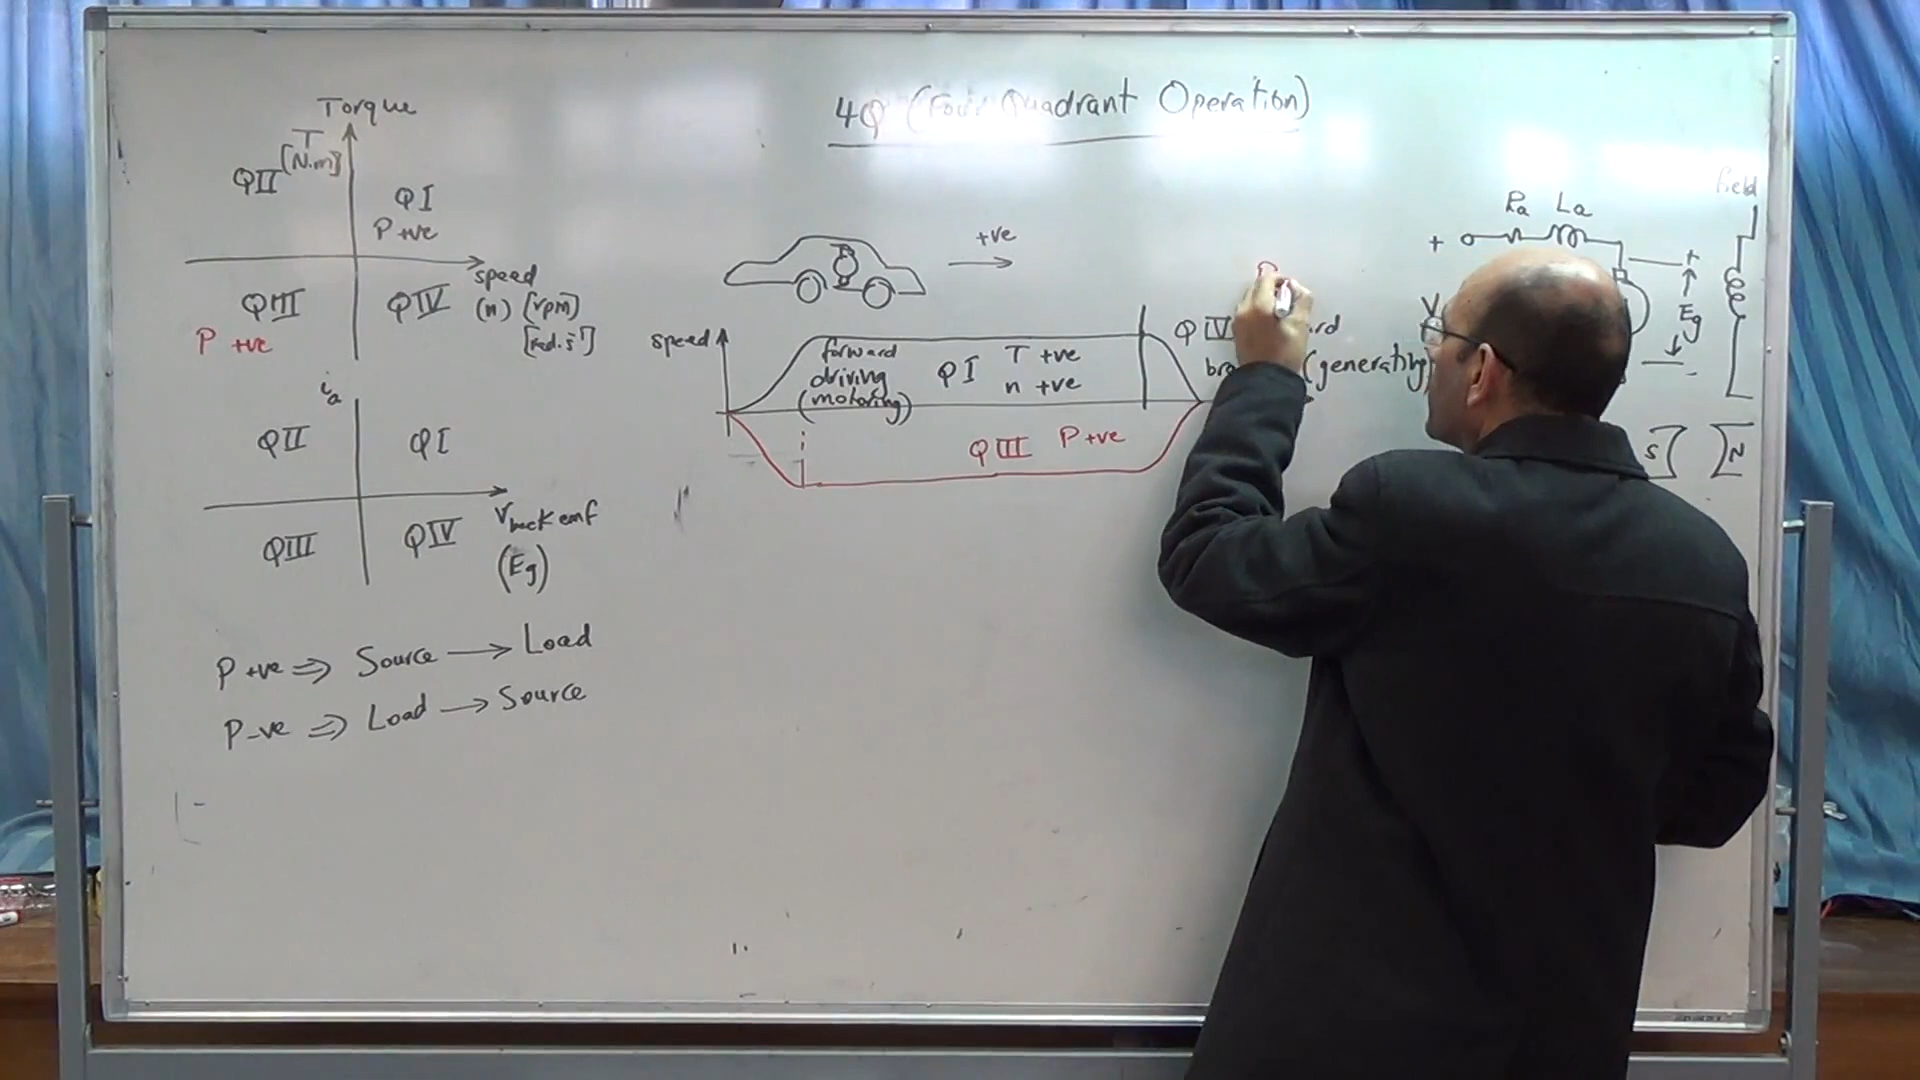 4Q (Four Quadrant Operation)
Torque
T
[N.m]
QII
QI
P +ve
speed
(n) [rpm]
[rad.s⁻¹]
QIII
QIV
P +ve
ia
QII
QI
Vback emf
(Eg)
QIII
QIV
P +ve ⇒ Source → Load
P -ve ⇒ Load → Source
+ve
speed
forward
driving
(motoring)
QI
T +ve
n +ve
QIII P +ve
QIV
(generating)
Ra La
+
+
Eg
-
V
field
S
N